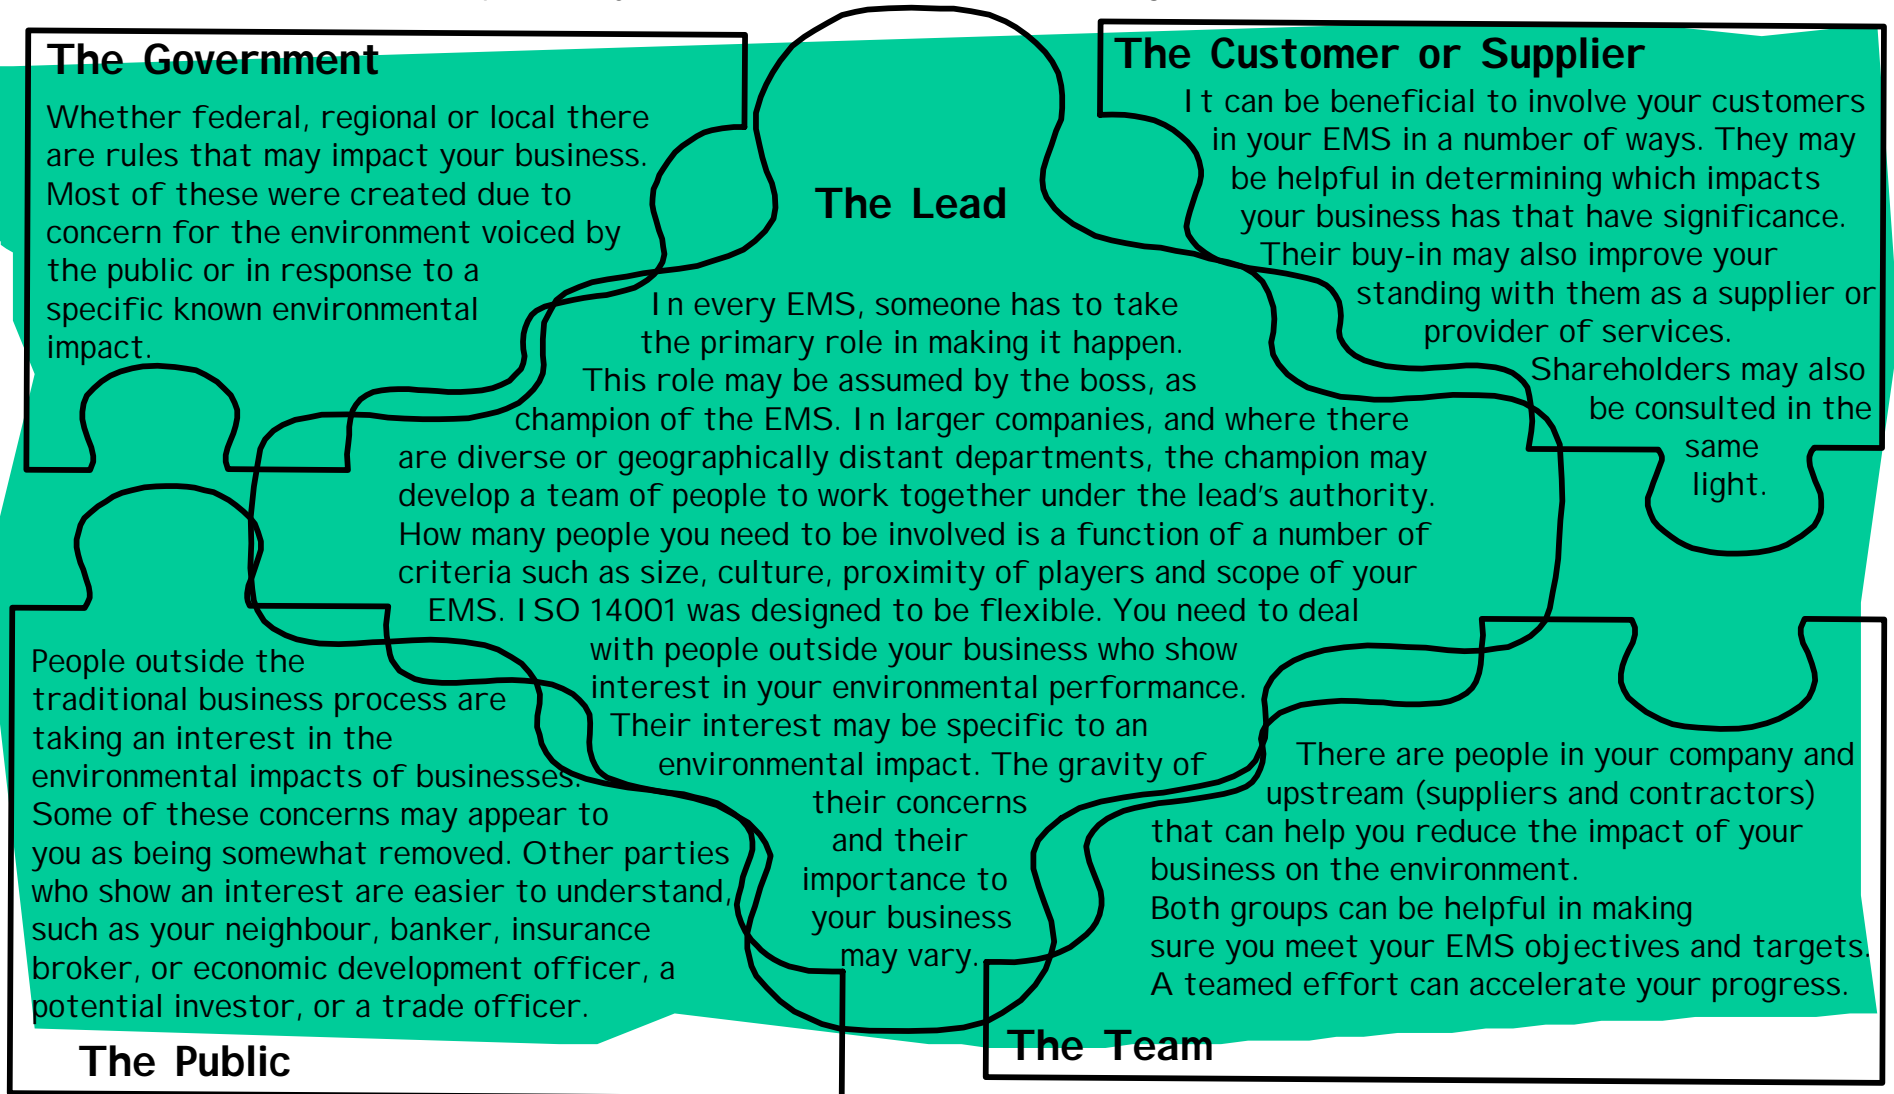 The Government
Whether federal, regional or local there
are rules that may impact your business.
Most of these were created due to
concern for the environment voiced by
the public or in response to a
specific known environmental
impact.
The Customer or Supplier
It can be beneficial to involve your customers
in your EMS in a number of ways. They may
be helpful in determining which impacts
your business has that have significance.
Their buy-in may also improve your
standing with them as a supplier or
provider of services.
Shareholders may also
be consulted in the
same
light.
The Lead
In every EMS, someone has to take
the primary role in making it happen.
This role may be assumed by the boss, as
champion of the EMS. In larger companies, and where there
are diverse or geographically distant departments, the champion may
develop a team of people to work together under the lead's authority.
How many people you need to be involved is a function of a number of
criteria such as size, culture, proximity of players and scope of your
EMS. ISO 14001 was designed to be flexible. You need to deal
with people outside your business who show
interest in your environmental performance.
Their interest may be specific to an
environmental impact. The gravity of
their concerns
and their
importance to
your business
may vary.
People outside the
traditional business process are
taking an interest in the
environmental impacts of businesses.
Some of these concerns may appear to
you as being somewhat removed. Other parties
who show an interest are easier to understand,
such as your neighbour, banker, insurance
broker, or economic development officer, a
potential investor, or a trade officer.
The Public
There are people in your company and
upstream (suppliers and contractors)
that can help you reduce the impact of your
business on the environment.
Both groups can be helpful in making
sure you meet your EMS objectives and targets.
A teamed effort can accelerate your progress.
The Team